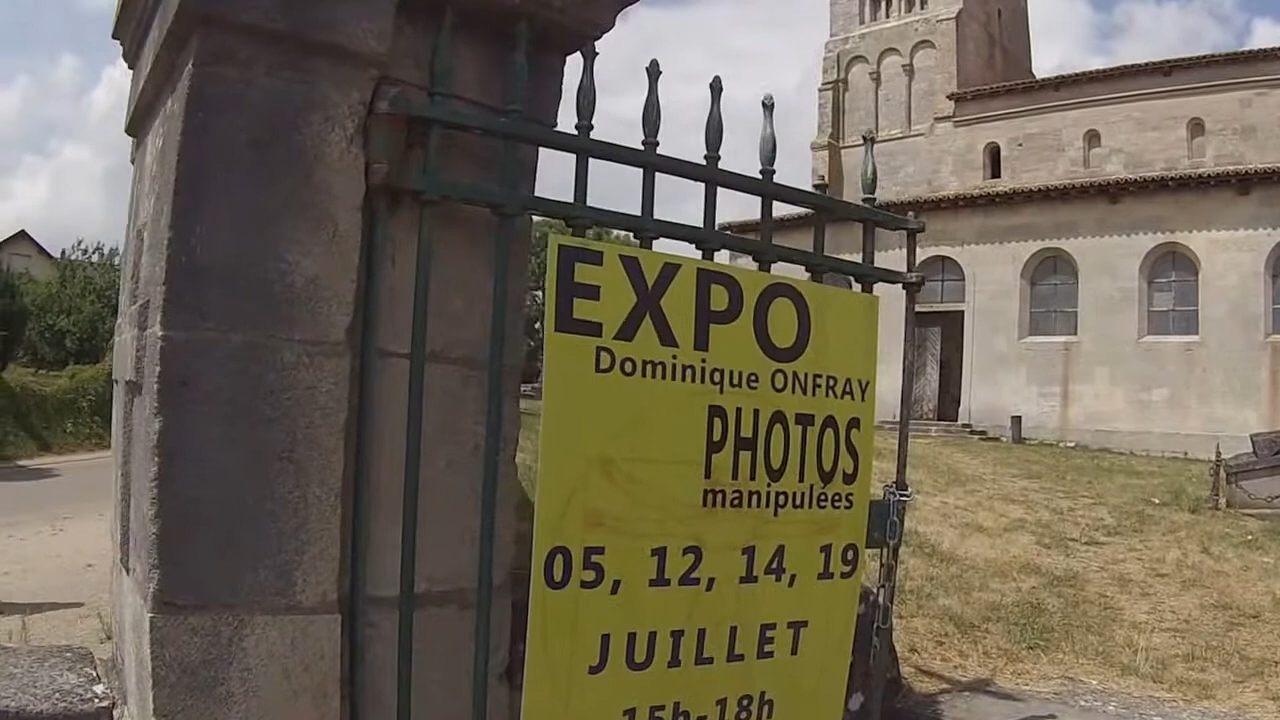 EXPO
Dominique ONFRAY
PHOTOS
manipulées
05, 12, 14, 19
JUILLET
15h-18h